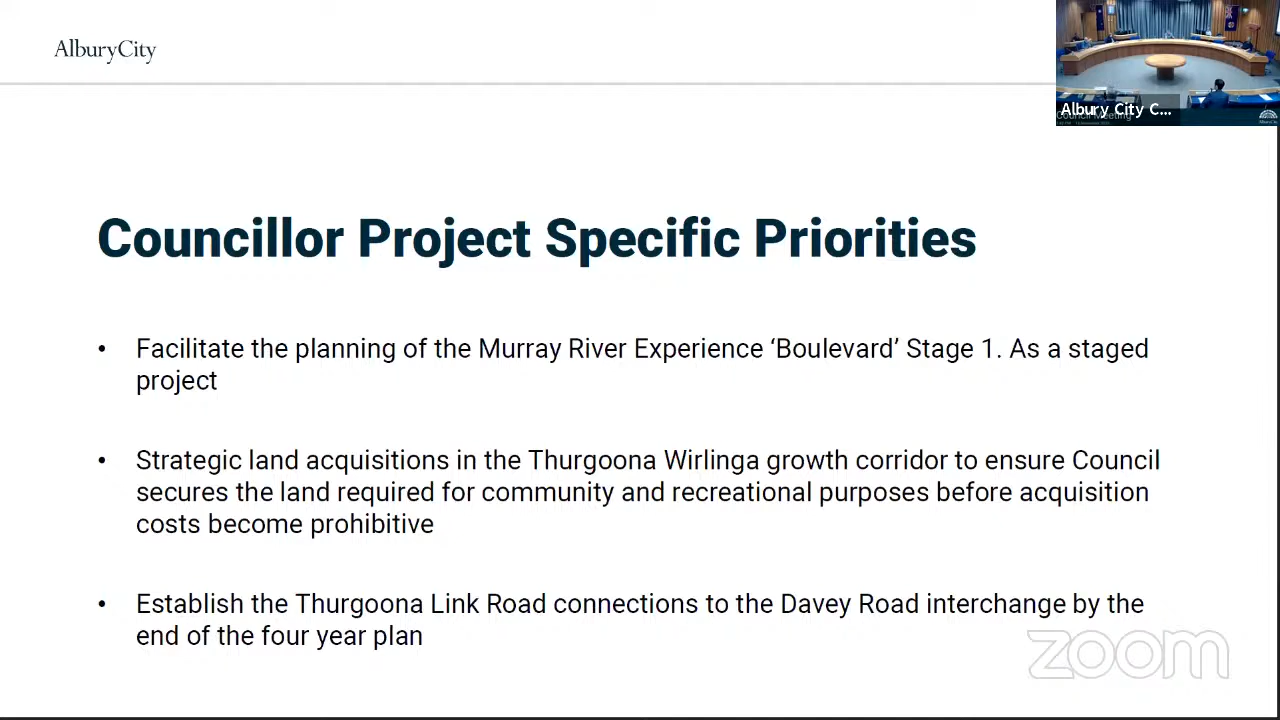 AlburyCity
Albury City C...
Council Meeting
Councillor Project Specific Priorities
• Facilitate the planning of the Murray River Experience ‘Boulevard’ Stage 1. As a staged
project
• Strategic land acquisitions in the Thurgoona Wirlinga growth corridor to ensure Council
secures the land required for community and recreational purposes before acquisition
costs become prohibitive
• Establish the Thurgoona Link Road connections to the Davey Road interchange by the
end of the four year plan
zoom